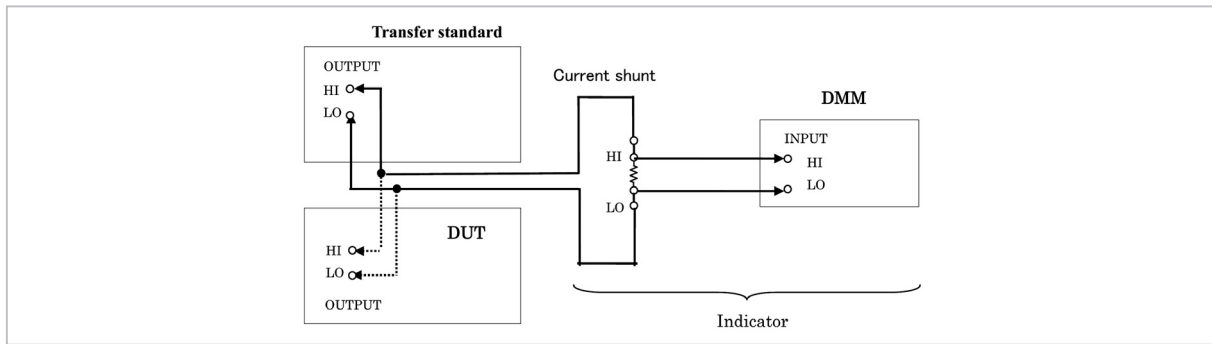 Transfer standard
OUTPUT
HI
LO
Current shunt
HI
LO
DMM
INPUT
HI
LO
DUT
HI
LO
OUTPUT
Indicator